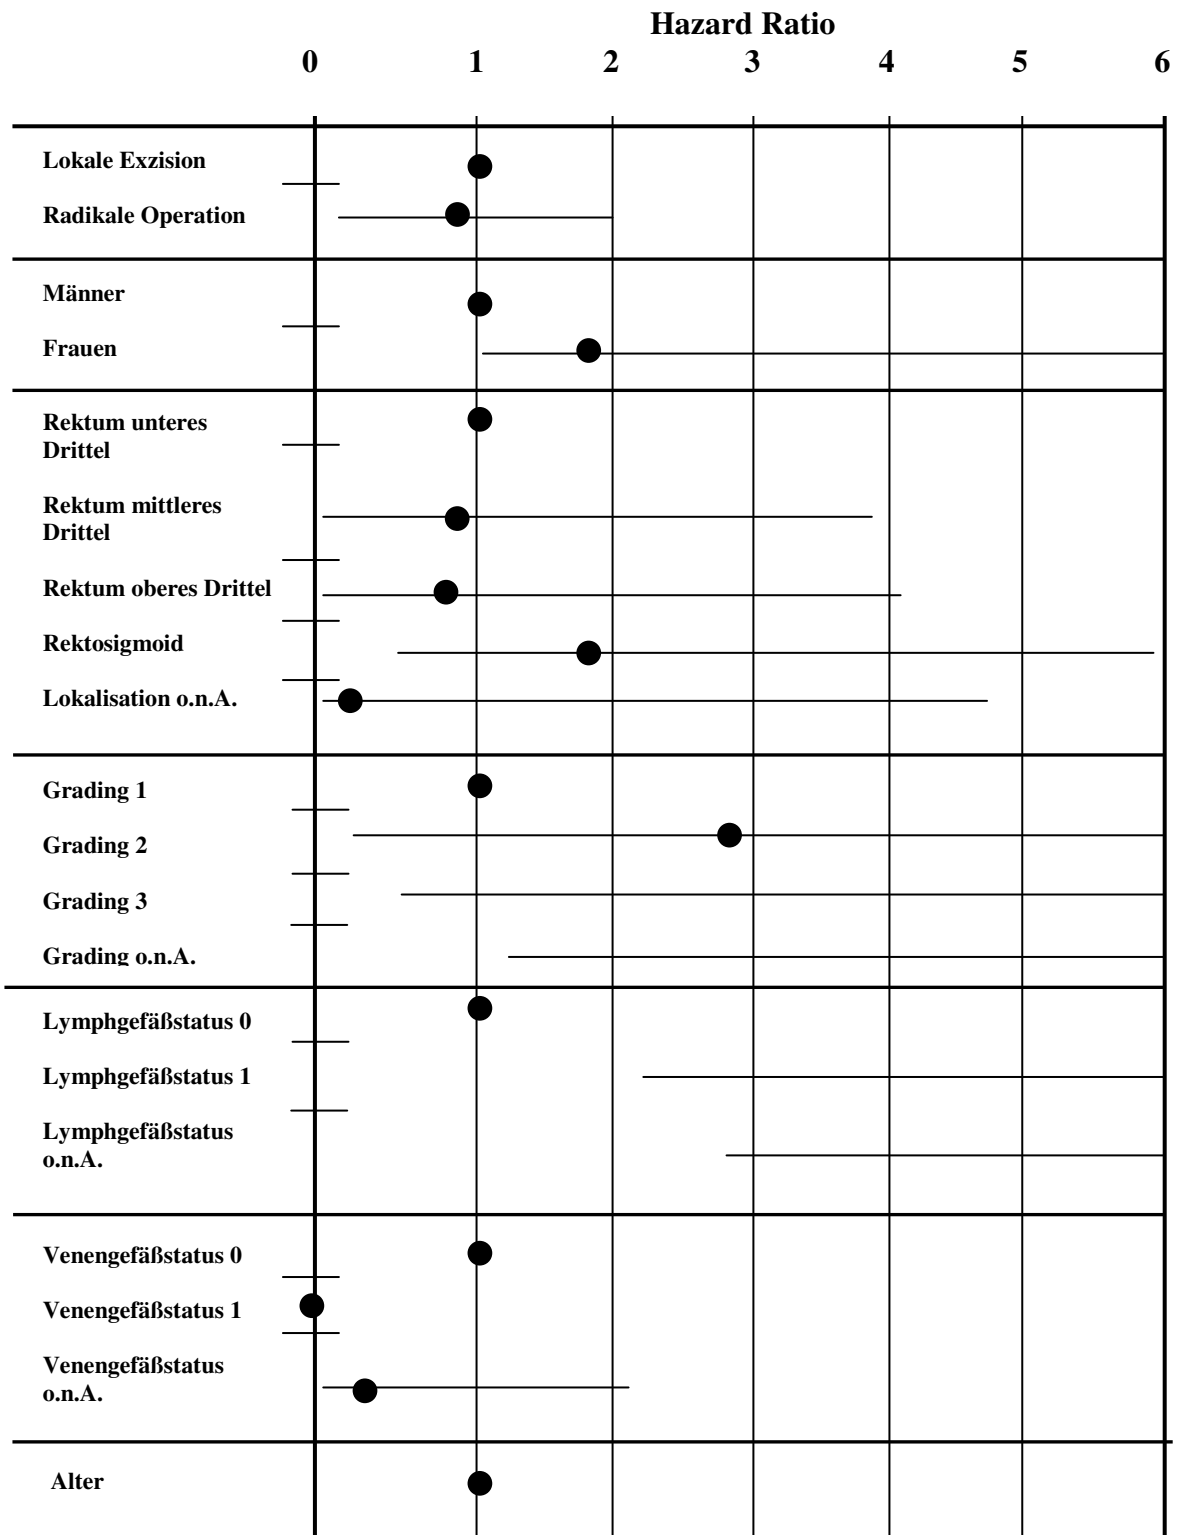 Hazard Ratio
0 1 2 3 4 5 6
Lokale Exzision
Radikale Operation
Männer
Frauen
Rektum unteres
Drittel
Rektum mittleres
Drittel
Rektum oberes Drittel
Rektosigmoid
Lokalisation o.n.A.
Grading 1
Grading 2
Grading 3
Grading o.n.A.
Lymphgefäßstatus 0
Lymphgefäßstatus 1
Lymphgefäßstatus
o.n.A.
Venengefäßstatus 0
Venengefäßstatus 1
Venengefäßstatus
o.n.A.
Alter